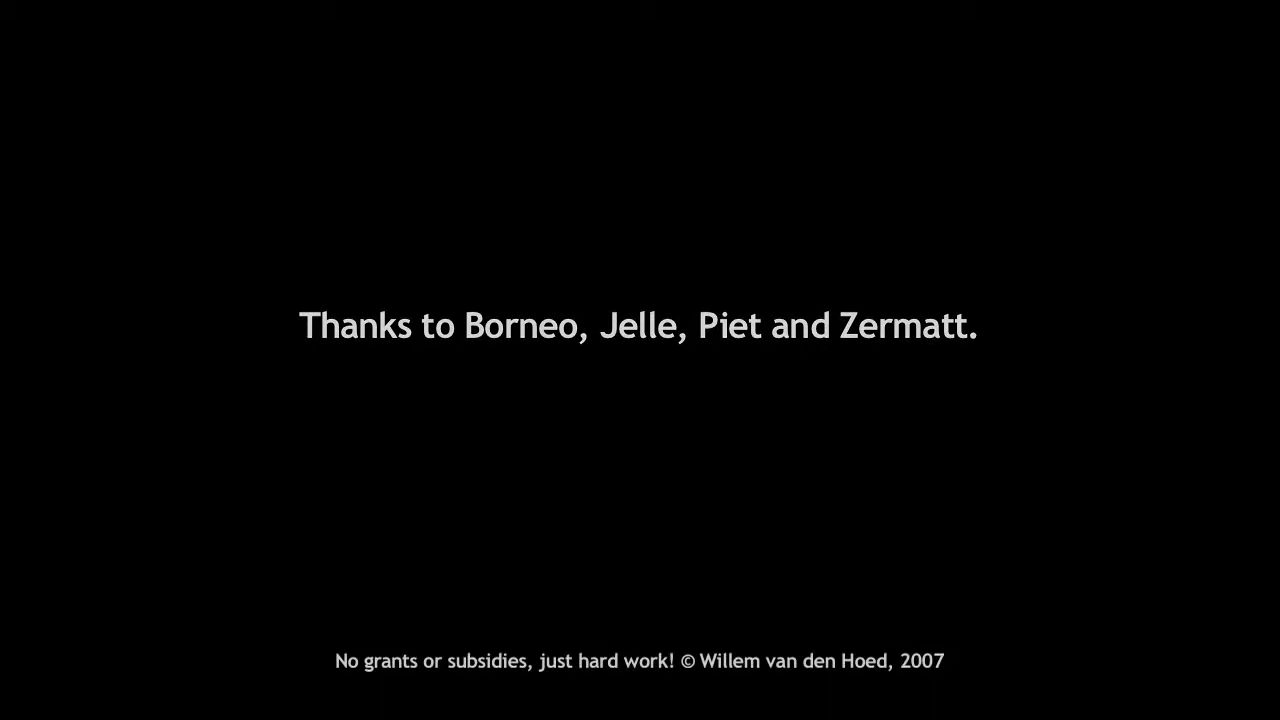 Thanks to Borneo, Jelle, Piet and Zermatt.
No grants or subsidies, just hard work! © Willem van den Hoed, 2007